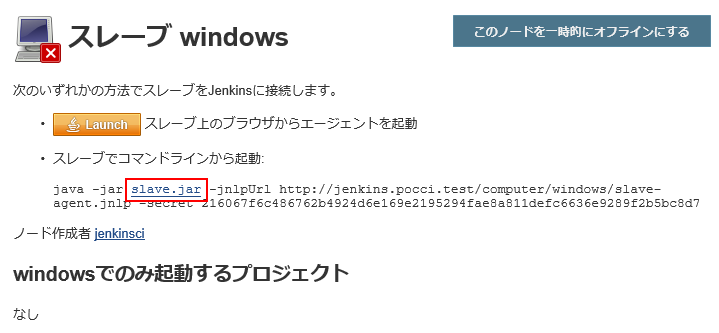 スレーブ windows
このノードを一時的にオフラインにする
次のいずれかの方法でスレーブをJenkinsに接続します。
• Launch スレーブ上のブラウザからエージェントを起動
• スレーブでコマンドラインから起動:
java -jar slave.jar -jnlpUrl http://jenkins.pocci.test/computer/windows/slave-
agent.jnlp -secret 216067f6c486762b4924d6e169e2195294fae8a811defc6636e9289f2b5bc8d7
ノード作成者 jenkinsci
windowsでのみ起動するプロジェクト
なし